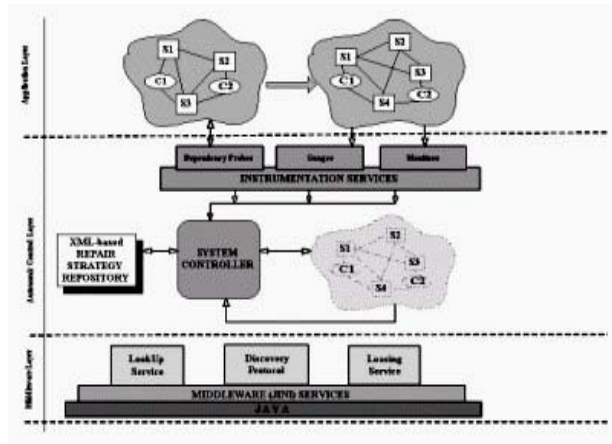 Application Layer
S1
S2
C1
C2
S3
S2
S1
S3
C1
C2
S4
Dependency Probes
Gauges
Monitors
INSTRUMENTATION SERVICES
Autonomic Control Layer
XML-based
REPAIR
STRATEGY
REPOSITORY
SYSTEM
CONTROLLER
S2
S1
S3
C1
C2
S4
Middleware Layer
LookUp
Service
Discovery
Protocol
Leasing
Service
MIDDLEWARE (JINI) SERVICES
JAVA